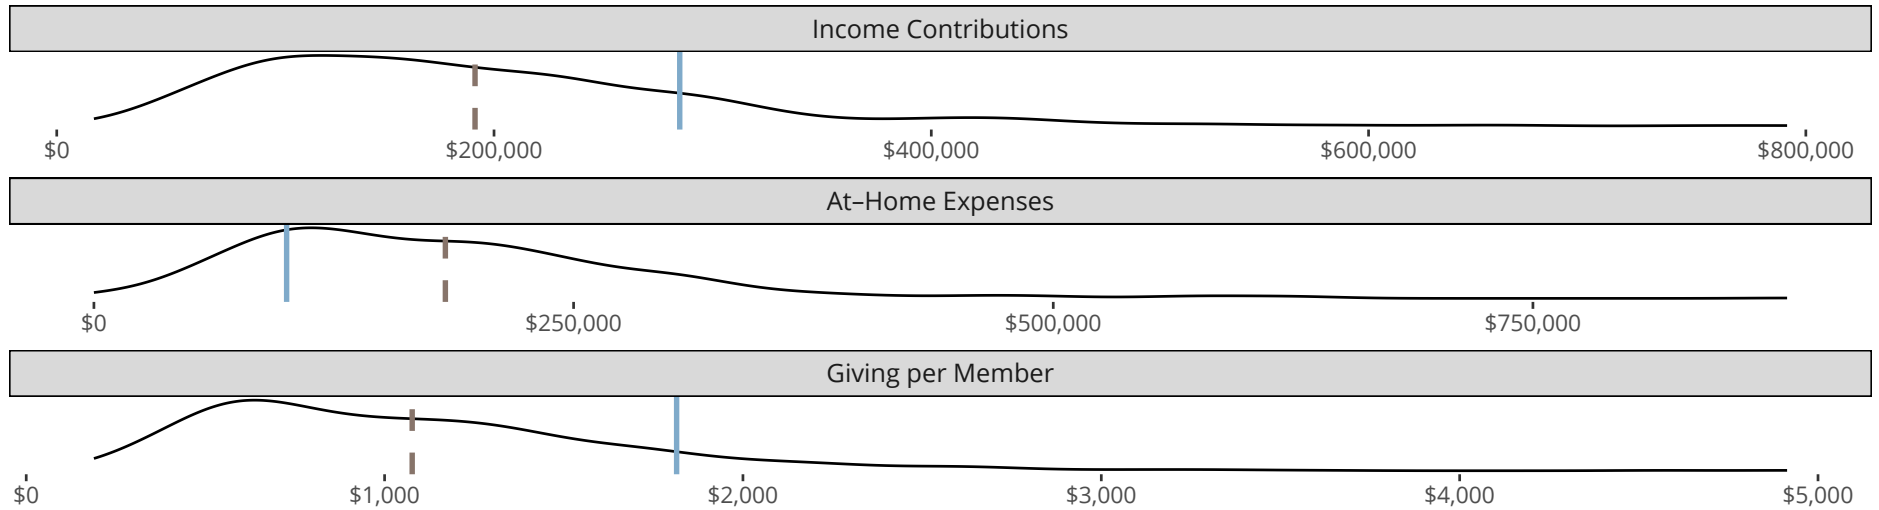 Income Contributions
$0 $200,000 $400,000 $600,000 $800,000
At–Home Expenses
$0 $250,000 $500,000 $750,000
Giving per Member
$0 $1,000 $2,000 $3,000 $4,000 $5,000